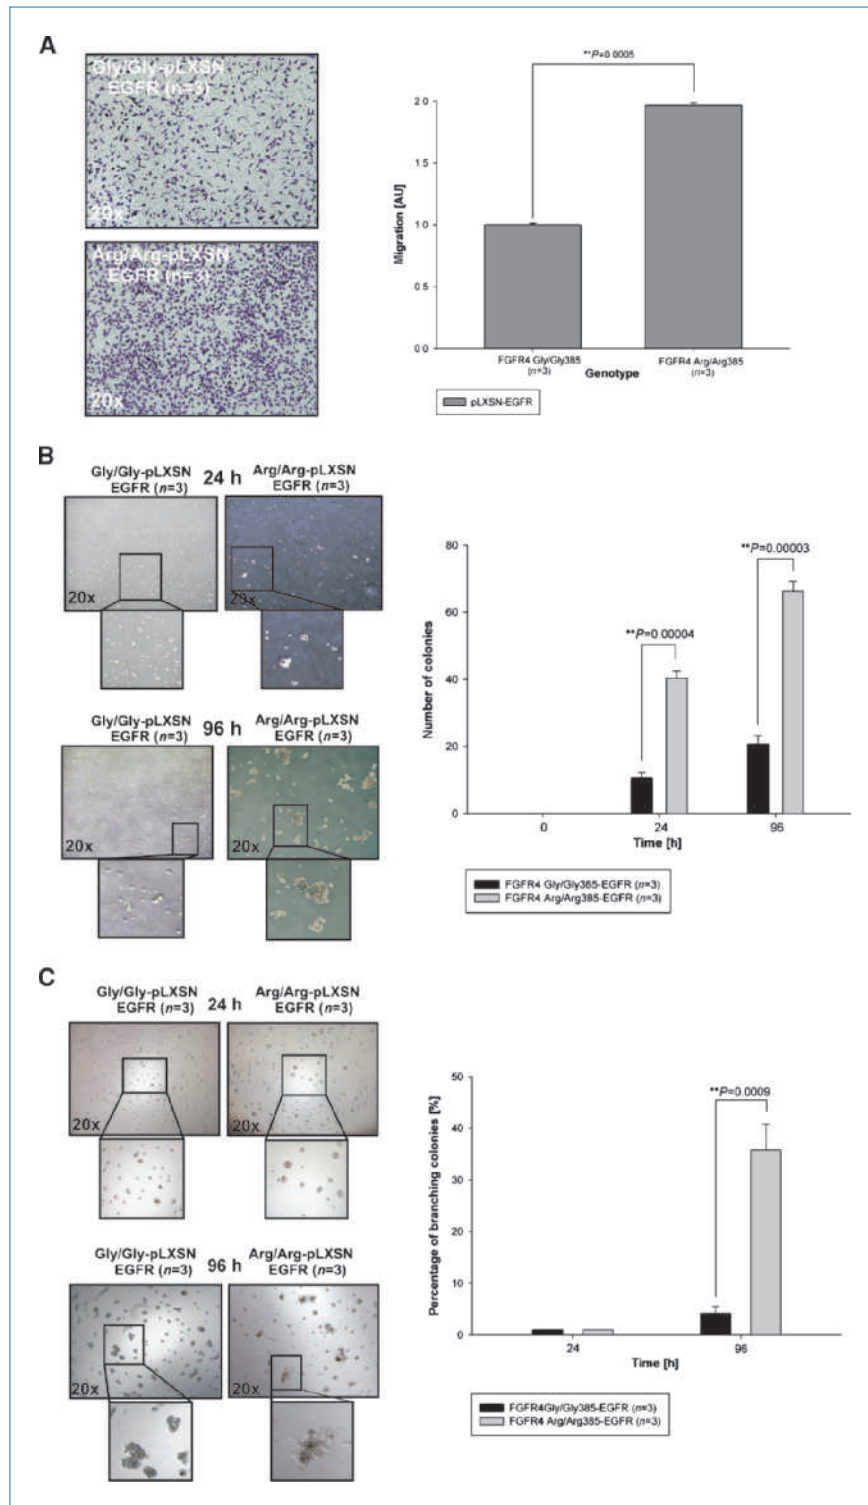 A
Gly/Gly-pLXSN
EGFR (n=3)
20x
Arg/Arg-pLXSN
EGFR (n=3)
20x
**P=0.0005
Migration [AU]
2.0
1.5
1.0
0.5
0.0
FGFR4 Gly/Gly385
(n=3)
FGFR4 Arg/Arg385
(n=3)
Genotype
pLXSN-EGFR
B
Gly/Gly-pLXSN
EGFR (n=3)
24 h
Arg/Arg-pLXSN
EGFR (n=3)
20x
20x
Gly/Gly-pLXSN
EGFR (n=3)
96 h
Arg/Arg-pLXSN
EGFR (n=3)
20x
20x
Number of colonies
80
60
40
20
0
**P=0.00004
**P=0.00003
0
24
96
Time [h]
FGFR4 Gly/Gly385-EGFR (n=3)
FGFR4 Arg/Arg385-EGFR (n=3)
C
Gly/Gly-pLXSN
EGFR (n=3)
24 h
Arg/Arg-pLXSN
EGFR (n=3)
20x
20x
Gly/Gly-pLXSN
EGFR (n=3)
96 h
Arg/Arg-pLXSN
EGFR (n=3)
20x
20x
Percentage of branching colonies [%]
50
40
30
20
10
0
**P=0.0009
24
96
Time [h]
FGFR4Gly/Gly385-EGFR (n=3)
FGFR4 Arg/Arg385-EGFR (n=3)